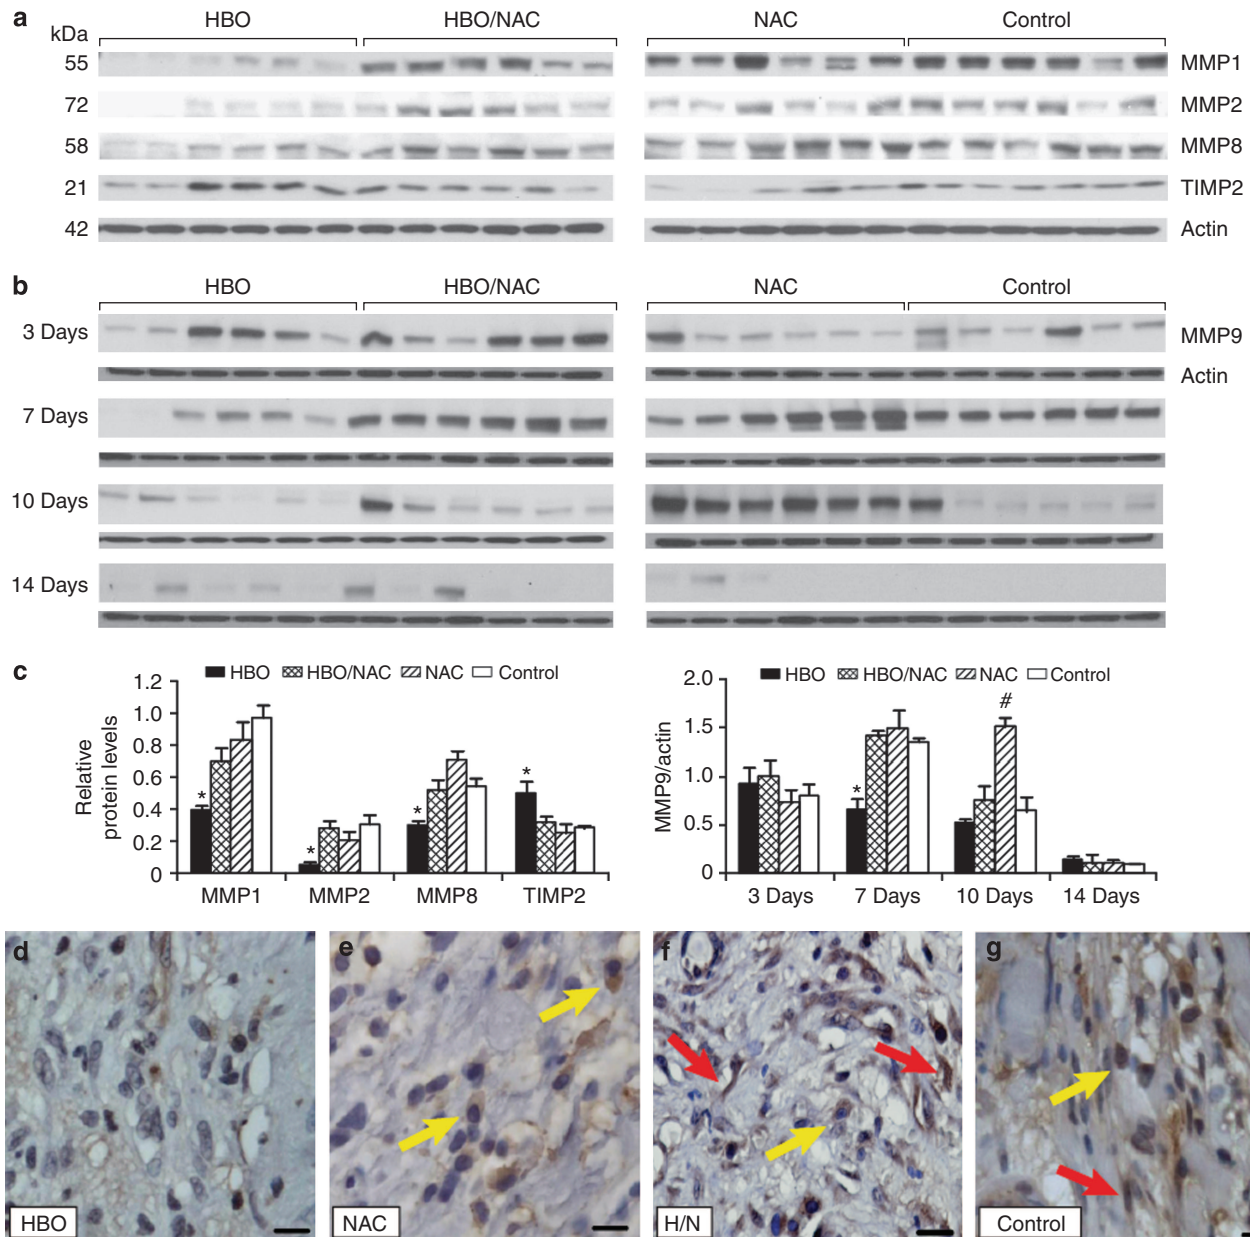 a HBO HBO/NAC NAC Control
kDa
55 MMP1
72 MMP2
58 MMP8
21 TIMP2
42 Actin
b HBO HBO/NAC NAC Control
3 Days MMP9
Actin
7 Days
10 Days
14 Days
c HBO HBO/NAC NAC Control
1.2
1.0
0.8
0.6
0.4
0.2
0
Relative
protein levels
* * * *
MMP1 MMP2 MMP8 TIMP2
HBO HBO/NAC NAC Control
2.0
1.5
1.0
0.5
0
MMP9/actin
* #
3 Days 7 Days 10 Days 14 Days
d e f g
HBO NAC H/N Control